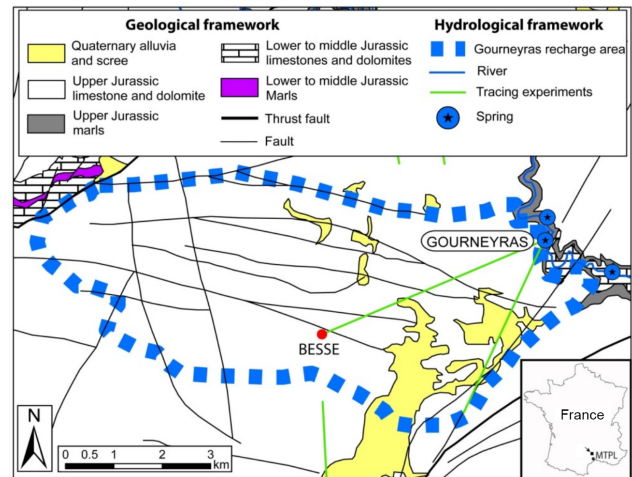 Geological framework
Quaternary alluvia
and scree
Upper Jurassic
limestone and dolomite
Upper Jurassic
marls
Lower to middle Jurassic
limestones and dolomites
Lower to middle Jurassic
Marls
Thrust fault
Fault
Hydrological framework
Gourneyras recharge area
River
Tracing experiments
Spring
GOURNEYRAS
BESSE
N
0 0.5 1 2 3
km
France
MTPL